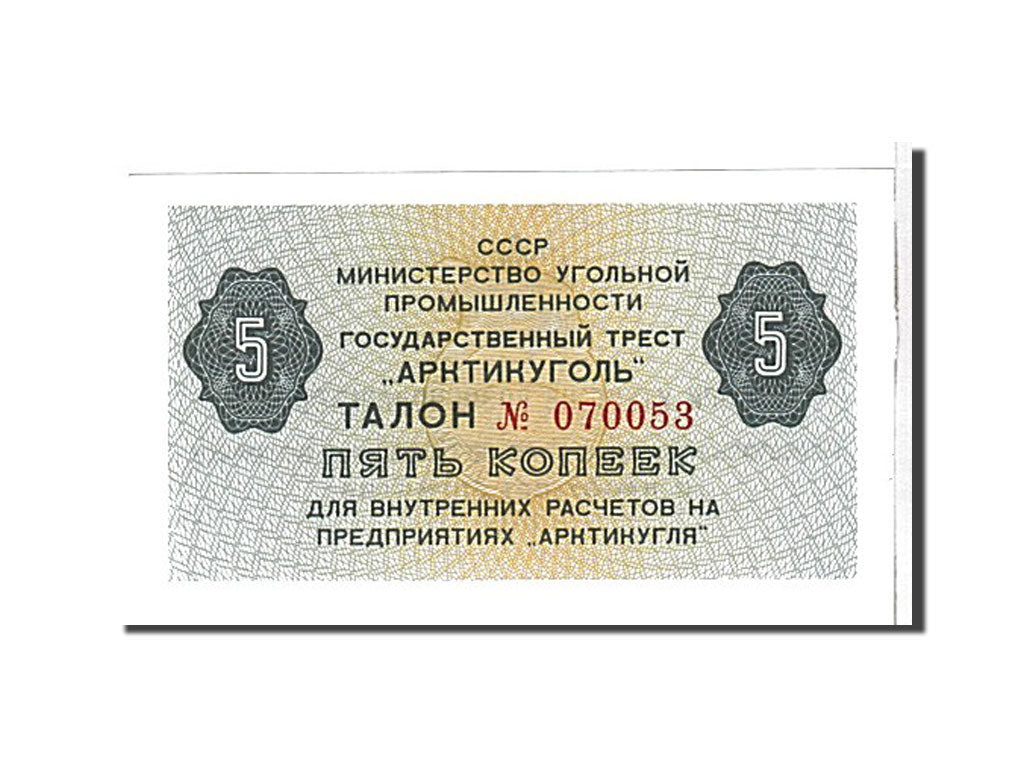 СССР
МИНИСТЕРСТВО УГОЛЬНОЙ
ПРОМЫШЛЕННОСТИ
ГОСУДАРСТВЕННЫЙ ТРЕСТ
„АРКТИКУГОЛЬ“
5 5
ТАЛОН № 070053
ПЯТЬ КОПЕЕК
ДЛЯ ВНУТРЕННИХ РАСЧЕТОВ НА
ПРЕДПРИЯТИЯХ „АРКТИКУГЛЯ“